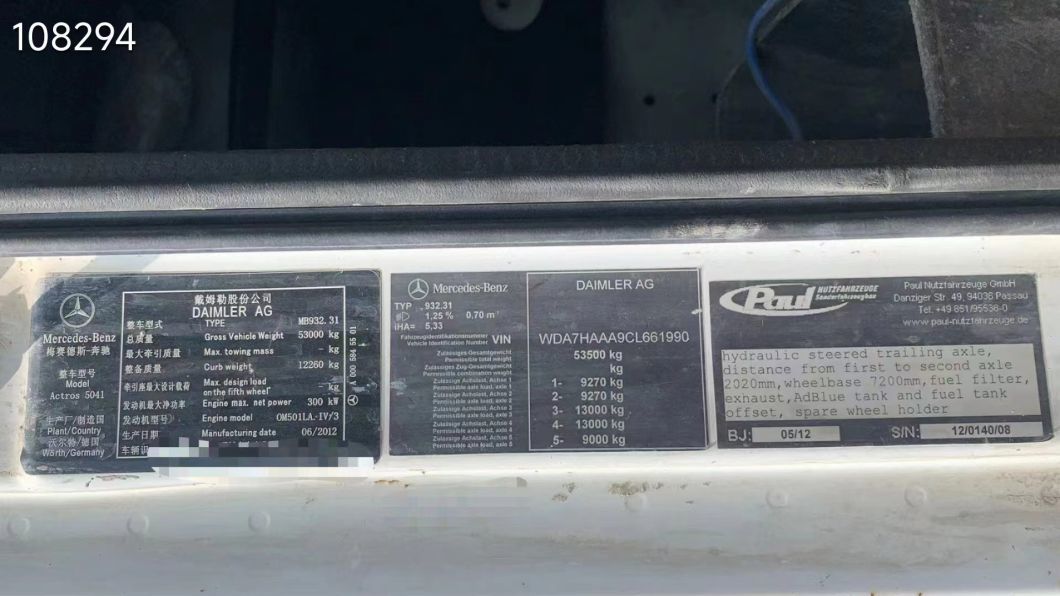 108294
Mercedes-Benz
梅赛德斯-奔驰
整车型号
Model
Actros 5041
生产厂/制造国
Plant/Country
沃尔特/德国
Wörth/Germany
戴姆勒股份公司
DAIMLER AG
整车型式 TYPE MB932.31
总质量 Gross Vehicle Weight 53000 kg
最大牵引质量 Max. towing mass - kg
整备质量 Curb weight 12260 kg
牵引座最大设计载荷 Max. design load on the fifth wheel - kg
发动机最大净功率 Engine max. net power 300 kW
发动机型号 Engine model OM501LA·IV/3
生产日期 Manufacturing date 06/2012
车辆识
A 000 584 55 01
Mercedes-Benz
TYP 932.31
1,25 % 0,70 m
iHA= 5,33
Fahrzeugidentifikationsnummer
Vehicle Identification Number VIN
Zulässiges Gesamtgewicht
Permissible total weight
Zulässiges Zug-Gesamtgewicht
Permissible combination weight
Zulässige Achslast, Achse 1
Permissible axle load, axle 1
Zulässige Achslast, Achse 2
Permissible axle load, axle 2
Zulässige Achslast, Achse 3
Permissible axle load, axle 3
Zulässige Achslast, Achse 4
Permissible axle load, axle 4
Zulässige Achslast, Achse 5
Permissible axle load, axle 5
DAIMLER AG
WDA7HAAA9CL661990
53500 kg
kg
1- 9270 kg
2- 9270 kg
3- 13000 kg
4- 13000 kg
5- 9000 kg
Paul NUTZFAHRZEUGE
Sonderfahrzeugbau
Paul Nutzfahrzeuge GmbH
Danziger Str. 49, 94036 Passau
Tel. +49 851/95536-0
www.paul-nutzfahrzeuge.de
hydraulic steered trailing axle,
distance from first to second axle
2020mm,wheelbase 7200mm,fuel filter,
exhaust,AdBlue tank and fuel tank
offset, spare wheel holder
BJ: 05/12 S/N: 12/0140/08